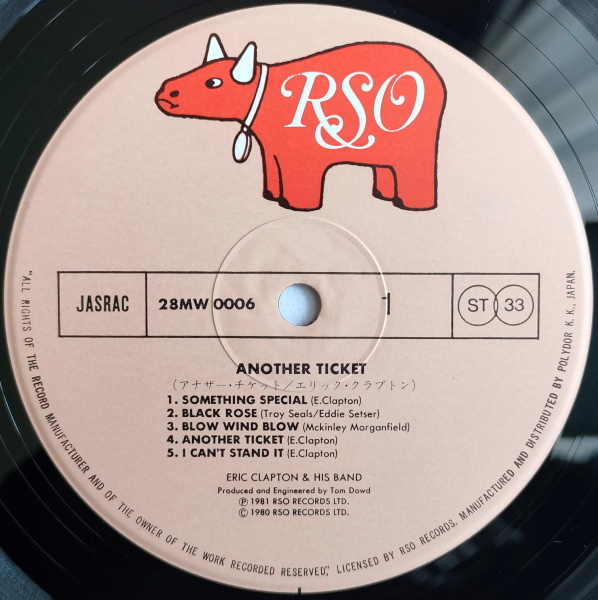 RSO
JASRAC
28MW 0006
1
ST 33
ANOTHER TICKET
(アナザー・チケット/エリック・クラプトン)
1. SOMETHING SPECIAL (E.Clapton)
2. BLACK ROSE (Troy Seals/Eddie Setser)
3. BLOW WIND BLOW (Mckinley Morganfield)
4. ANOTHER TICKET (E.Clapton)
5. I CAN'T STAND IT (E.Clapton)
ERIC CLAPTON & HIS BAND
Produced and Engineered by Tom Dowd
Ⓟ 1981 RSO RECORDS LTD.
© 1980 RSO RECORDS LTD.
"ALL RIGHTS OF THE RECORD MANUFACTURER AND OF THE OWNER OF THE WORK RECORDED RESERVED," LICENSED BY RSO RECORDS, MANUFACTURED AND DISTRIBUTED BY POLYDOR K. K., JAPAN.